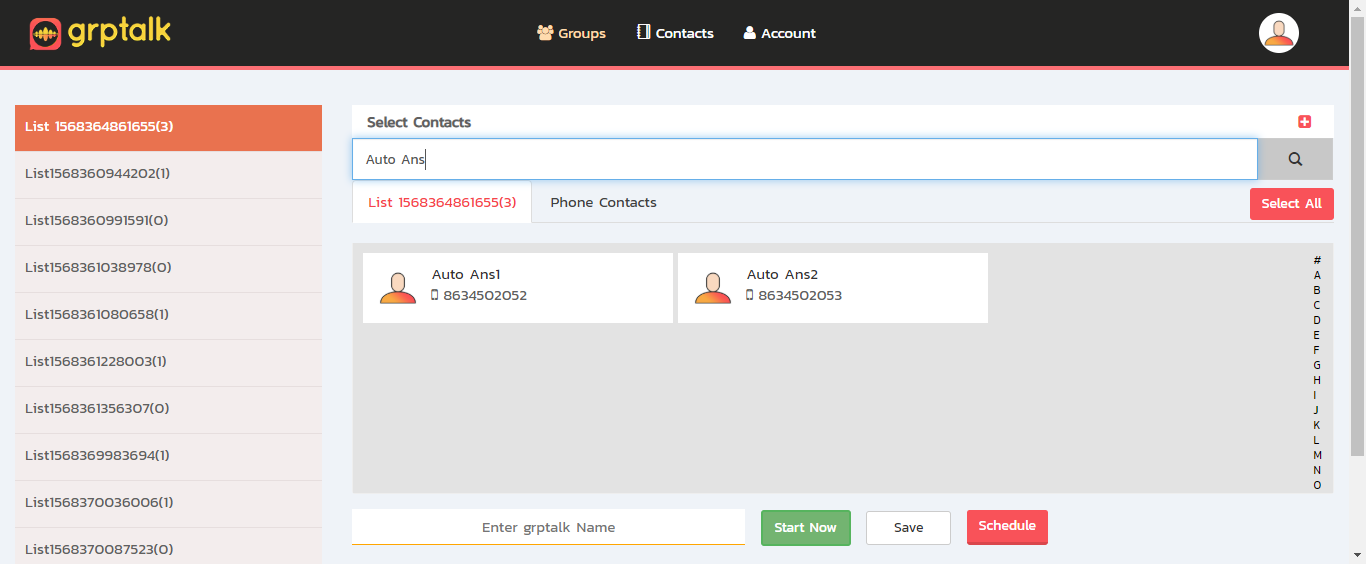 grptalk
Groups
Contacts
Account
List 1568364861655(3)
List1568360944202(1)
List1568360991591(0)
List1568361038978(0)
List1568361080658(1)
List1568361228003(1)
List1568361356307(0)
List1568369983694(1)
List1568370036006(1)
List1568370087523(0)
Select Contacts
Auto Ans
List 1568364861655(3)
Phone Contacts
Select All
Auto Ans1
8634502052
Auto Ans2
8634502053
#
A
B
C
D
E
F
G
H
I
J
K
L
M
N
O
Enter grptalk Name
Start Now
Save
Schedule